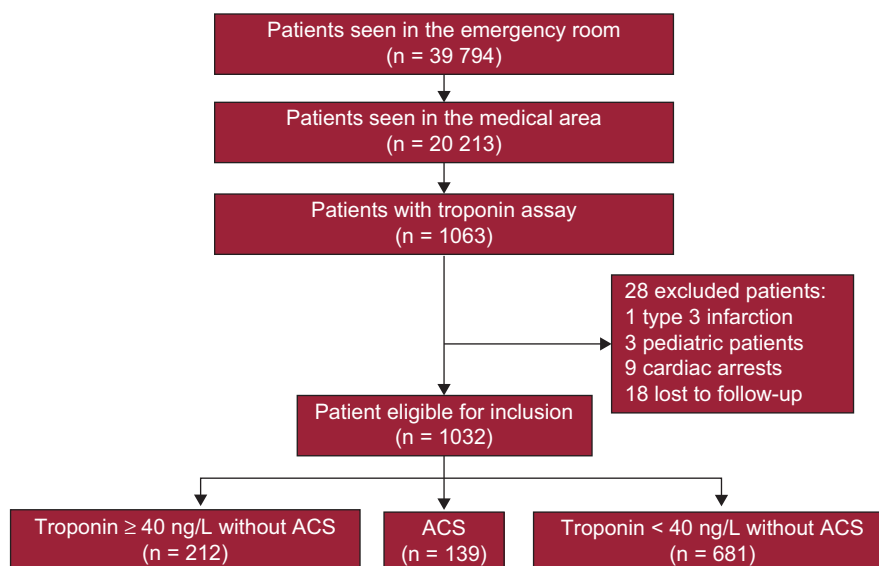 Patients seen in the emergency room
(n = 39 794)
Patients seen in the medical area
(n = 20 213)
Patients with troponin assay
(n = 1063)
28 excluded patients:
1 type 3 infarction
3 pediatric patients
9 cardiac arrests
18 lost to follow-up
Patient eligible for inclusion
(n = 1032)
Troponin ≥ 40 ng/L without ACS
(n = 212)
ACS
(n = 139)
Troponin < 40 ng/L without ACS
(n = 681)